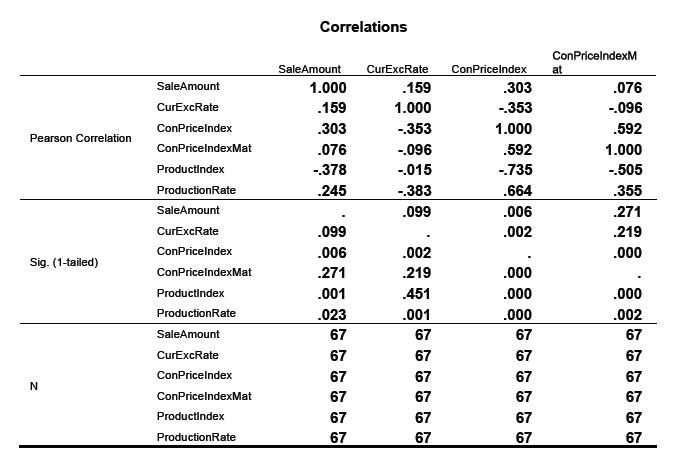 Correlations
SaleAmount CurExcRate ConPriceIndex ConPriceIndexM
at
Pearson Correlation SaleAmount 1.000 .159 .303 .076
CurExcRate .159 1.000 -.353 -.096
ConPriceIndex .303 -.353 1.000 .592
ConPriceIndexMat .076 -.096 .592 1.000
ProductIndex -.378 -.015 -.735 -.505
ProductionRate .245 -.383 .664 .355
Sig. (1-tailed) SaleAmount . .099 .006 .271
CurExcRate .099 . .002 .219
ConPriceIndex .006 .002 . .000
ConPriceIndexMat .271 .219 .000 .
ProductIndex .001 .451 .000 .000
ProductionRate .023 .001 .000 .002
N SaleAmount 67 67 67 67
CurExcRate 67 67 67 67
ConPriceIndex 67 67 67 67
ConPriceIndexMat 67 67 67 67
ProductIndex 67 67 67 67
ProductionRate 67 67 67 67